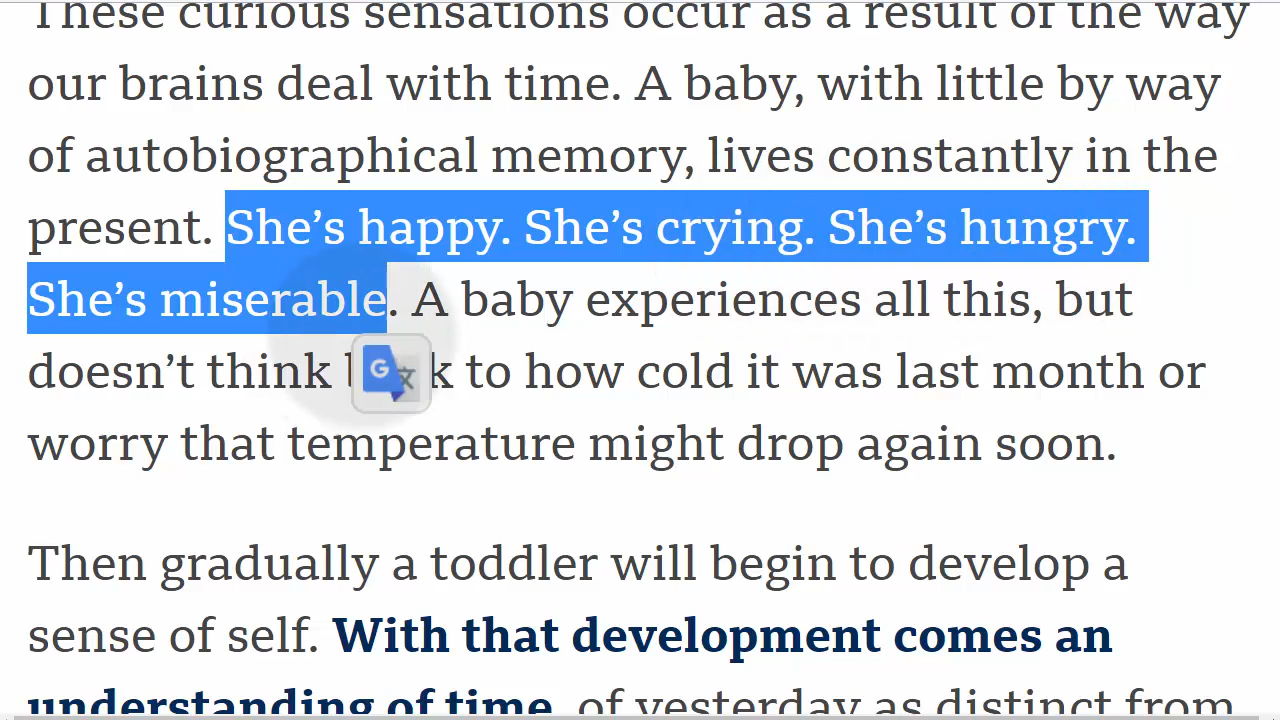 These curious sensations occur as a result of the way
our brains deal with time. A baby, with little by way
of autobiographical memory, lives constantly in the
present. She’s happy. She’s crying. She’s hungry.
She’s miserable. A baby experiences all this, but
doesn’t think to how cold it was last month or
worry that temperature might drop again soon.
Then gradually a toddler will begin to develop a
sense of self. With that development comes an
understanding of time, of yesterday as distinct from